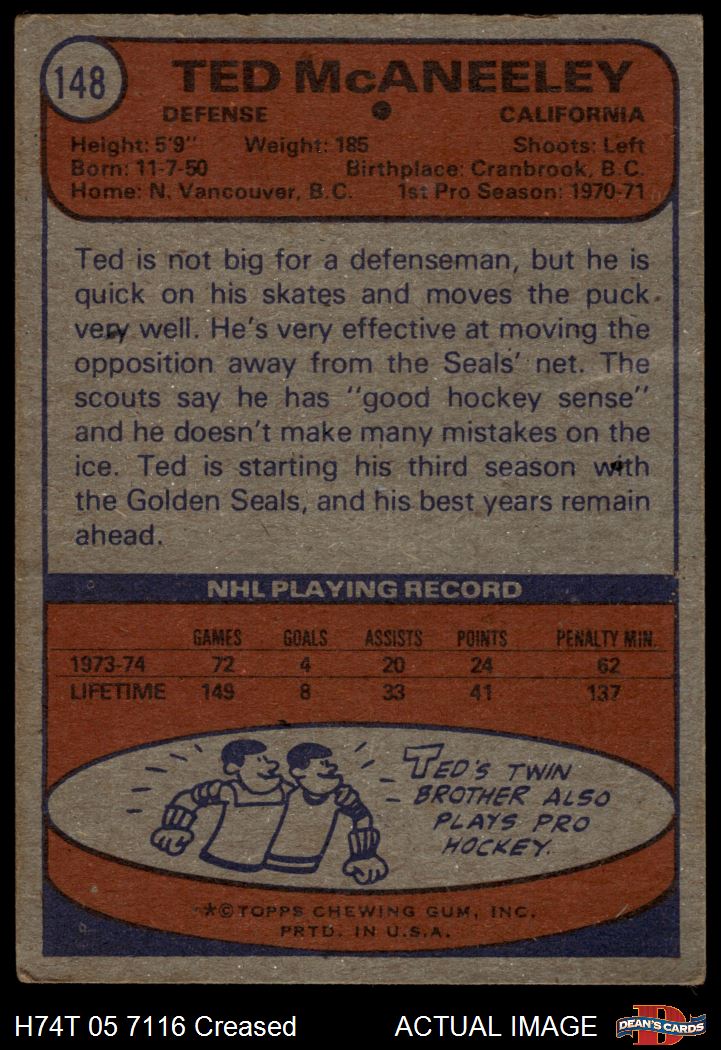 148
TED McANEELEY
DEFENSE CALIFORNIA
Height: 5'9" Weight: 185 Shoots: Left
Born: 11-7-50 Birthplace: Cranbrook, B.C.
Home: N. Vancouver, B.C. 1st Pro Season: 1970-71
Ted is not big for a defenseman, but he is
quick on his skates and moves the puck
very well. He's very effective at moving the
opposition away from the Seals' net. The
scouts say he has "good hockey sense"
and he doesn't make many mistakes on the
ice. Ted is starting his third season with
the Golden Seals, and his best years remain
ahead.
NHL PLAYING RECORD
GAMES GOALS ASSISTS POINTS PENALTY MIN.
1973-74 72 4 20 24 62
LIFETIME 149 8 33 41 137
TED'S TWIN
BROTHER ALSO
PLAYS PRO
HOCKEY.
*©TOPPS CHEWING GUM, INC.
PRTD. IN U.S.A.
H74T 05 7116 Creased ACTUAL IMAGE
DEAN'S CARDS